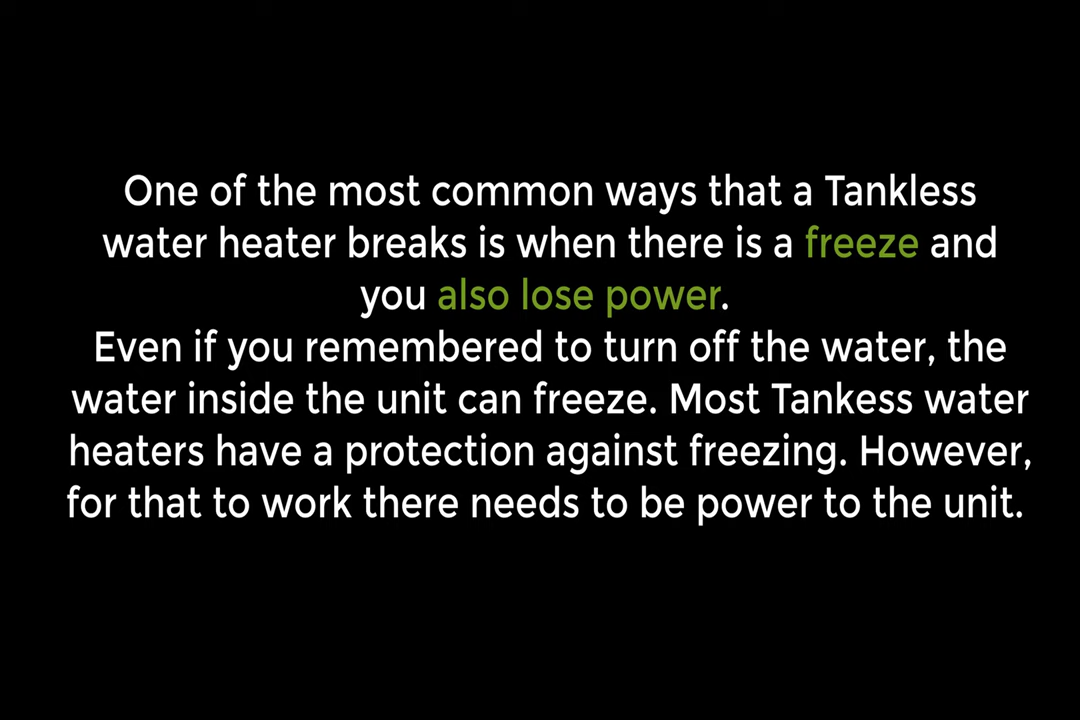 One of the most common ways that a Tankless
water heater breaks is when there is a freeze and
you also lose power.
Even if you remembered to turn off the water, the
water inside the unit can freeze. Most Tankess water
heaters have a protection against freezing. However,
for that to work there needs to be power to the unit.